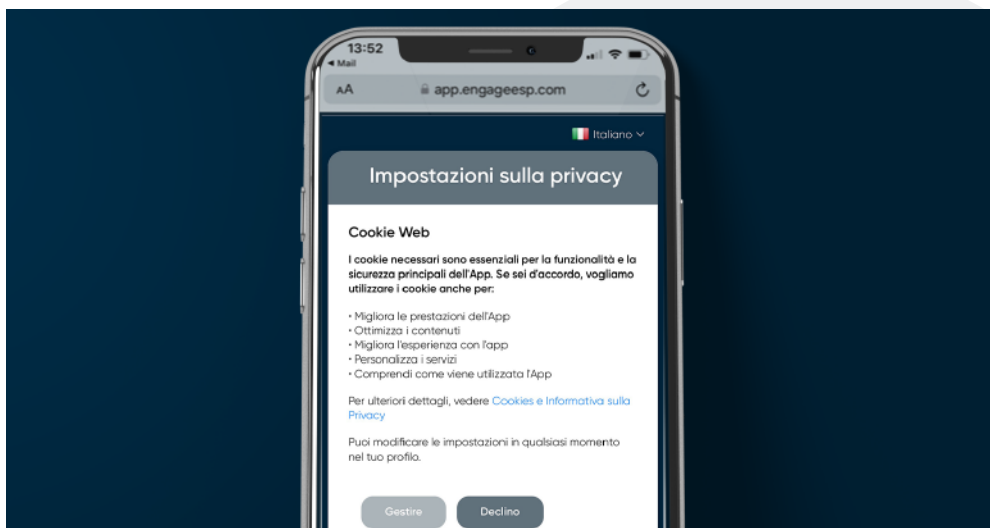 13:52
Mail
AA app.engageesp.com
Italiano
Impostazioni sulla privacy
Cookie Web
I cookie necessari sono essenziali per la funzionalità e la
sicurezza principali dell'App. Se sei d'accordo, vogliamo
utilizzare i cookie anche per:
• Migliora le prestazioni dell'App
• Ottimizza i contenuti
• Migliora l'esperienza con l'app
• Personalizza i servizi
• Comprendi come viene utilizzata l'App
Per ulteriori dettagli, vedere Cookies e Informativa sulla
Privacy
Puoi modificare le impostazioni in qualsiasi momento
nel tuo profilo.
Gestire Declino